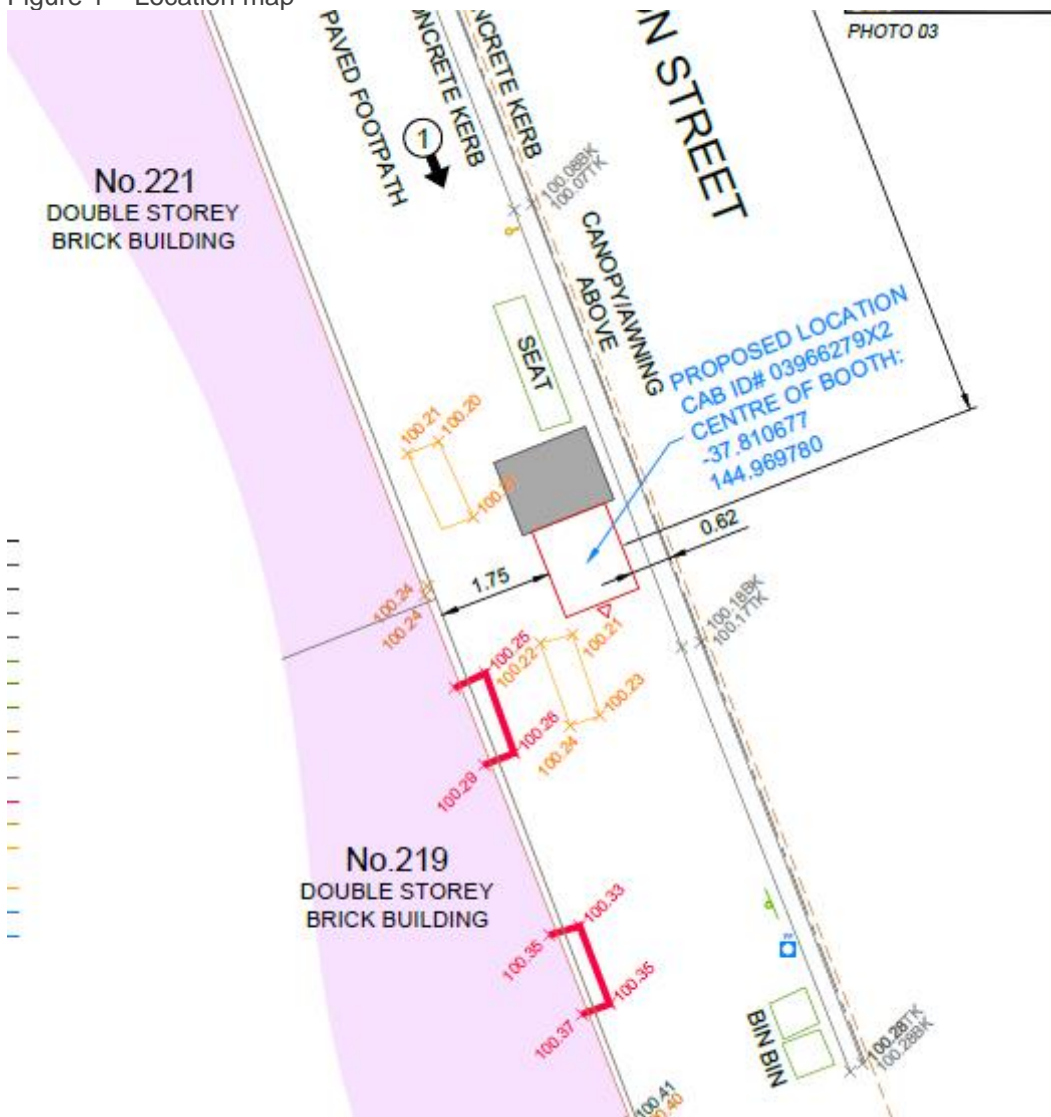 Figure 1 – Location map
PHOTO 03
ON STREET
PAVED FOOTPATH
ONCRETE KERB
NCRETE KERB
1
No.221
DOUBLE STOREY
BRICK BUILDING
100.08BK
100.07TK
CANOPY/AWNING
ABOVE
SEAT
PROPOSED LOCATION
CAB ID# 03966279X2
CENTRE OF BOOTH:
-37.810677
144.969780
100.21
100.20
0.62
1.75
100.24
100.24
100.18BK
100.17TK
100.25
100.22
100.21
100.26
100.23
100.24
100.28
No.219
DOUBLE STOREY
BRICK BUILDING
100.33
100.35
100.35
100.37
BIN
BIN
100.28TK
100.28BK
100.41
100.40